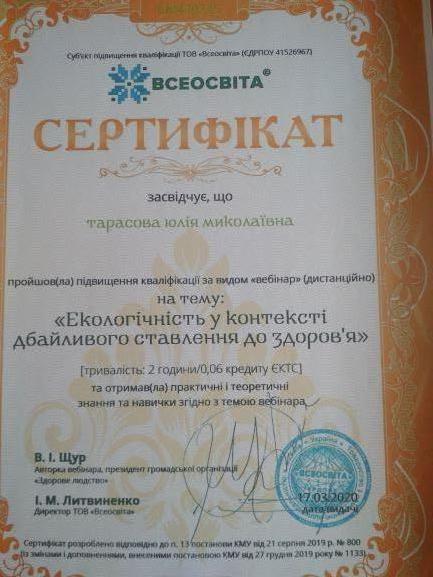 Суб'єкт підвищення кваліфікації ТОВ «Всеосвіта» (ЄДРПОУ 41526967)
ВСЕОСВІТА
СЕРТИФІКАТ
засвідчує, що
тарасова юлія миколаївна
пройшов(ла) підвищення кваліфікації за видом «вебінар» (дистанційно)
на тему:
«Екологічність у контексті
дбайливого ставлення до здоров'я»
[тривалість: 2 години/0,06 кредиту ЄКТС]
та отримав(ла) практичні і теоретичні
знання та навички згідно з темою вебінара
В. І. Щур
Авторка вебінара, президент громадської організації
«Здорове людство»
І. М. Литвиненко
Директор ТОВ «Всеосвіта»
Україна
«ВСЕОСВІТА»
17.03.2020
дата видачі
Сертифікат розроблено відповідно до п. 13 постанови КМУ від 21 серпня 2019 р. № 800
(із змінами і доповненнями, внесеними постановою КМУ від 27 грудня 2019 року № 1133)